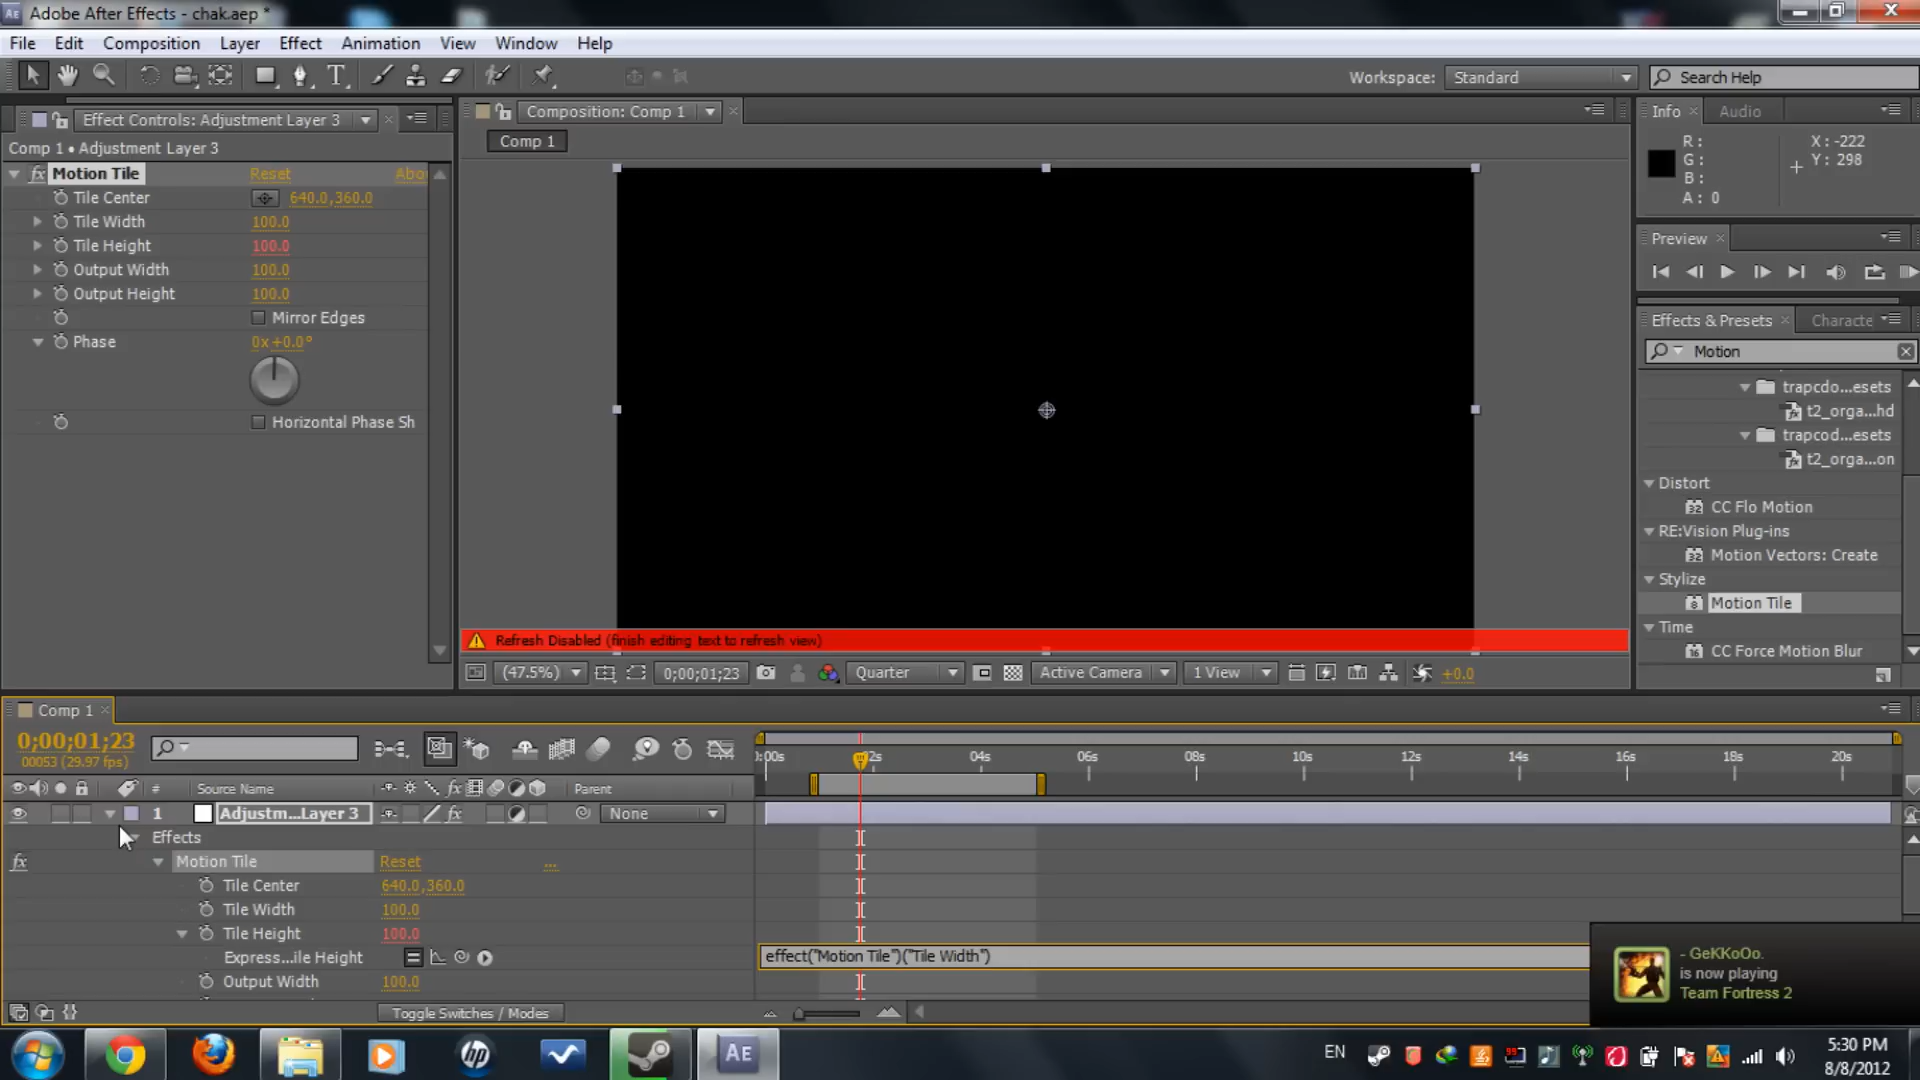 Adobe After Effects - chak.aep *
File Edit Composition Layer Effect Animation View Window Help
Workspace: Standard Search Help
Effect Controls: Adjustment Layer 3
Comp 1 • Adjustment Layer 3
fx Motion Tile Reset Abou
Tile Center 640.0,360.0
Tile Width 100.0
Tile Height 100.0
Output Width 100.0
Output Height 100.0
Mirror Edges
Phase 0x+0.0°
Horizontal Phase Sh
Composition: Comp 1
Comp 1
Refresh Disabled (finish editing text to refresh view)
(47.5%) 0;00;01;23 Quarter Active Camera 1 View +0.0
Info Audio
R: X: -222
G: Y: 298
B:
A: 0
Preview
Effects & Presets Characte
Motion
trapcdo...esets
t2_orga...hd
trapcod...esets
t2_orga...on
Distort
CC Flo Motion
RE:Vision Plug-ins
Motion Vectors: Create
Stylize
Motion Tile
Time
CC Force Motion Blur
Comp 1
0;00;01;23
00053 (29.97 fps)
):00s 02s 04s 06s 08s 10s 12s 14s 16s 18s 20s
# Source Name fx Parent
1 Adjustm...Layer 3 fx None
Effects
fx Motion Tile Reset ...
Tile Center 640.0,360.0
Tile Width 100.0
Tile Height 100.0
Express...ile Height effect("Motion Tile")("Tile Width")
Output Width 100.0
Toggle Switches / Modes
- GeKKoOo.
is now playing
Team Fortress 2
hp AE EN
5:30 PM
8/8/2012